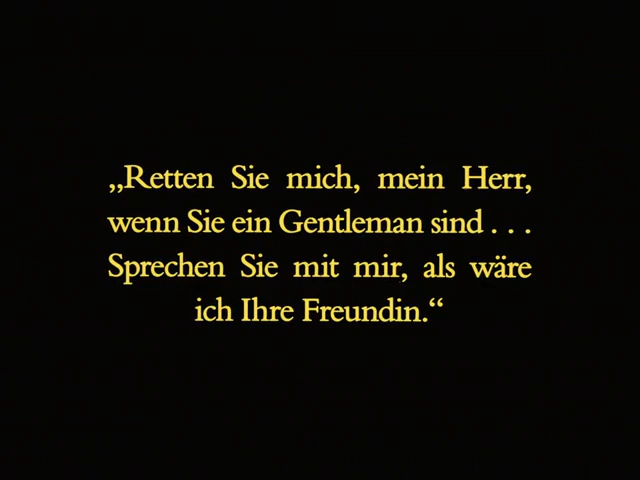 „Retten Sie mich, mein Herr,
wenn Sie ein Gentleman sind . . .
Sprechen Sie mit mir, als wäre
ich Ihre Freundin.“